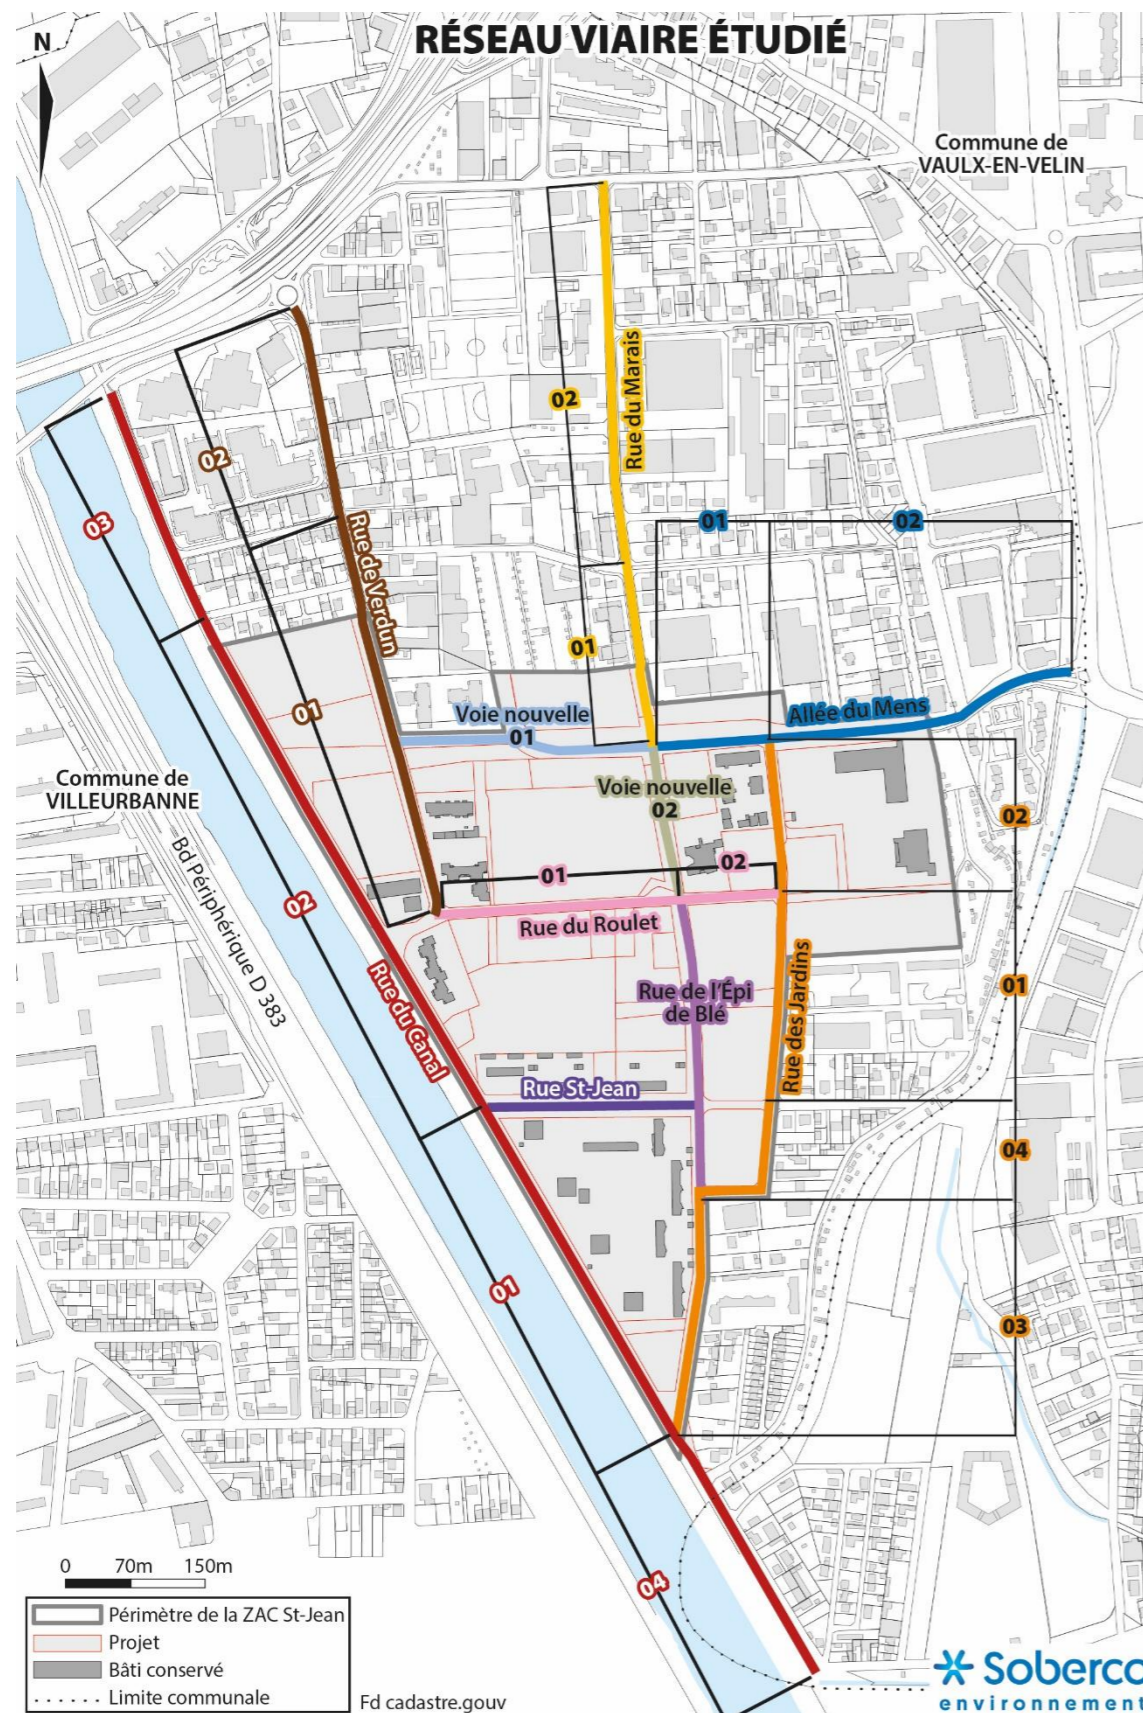 RÉSEAU VIAIRE ÉTUDIÉ
N
Commune de
VAULX-EN-VELIN
02
Rue du Marais
02
03
Rue de Verdun
01
02
01
01
Voie nouvelle
01
Allée du Mens
Commune de
VILLEURBANNE
Voie nouvelle
02
02
Bd Périphérique D 383
02
01
02
Rue du Roulet
Rue du Canal
Rue de l'Épi
de Blé
Rue des Jardins
01
Rue St-Jean
04
01
03
04
0 70m 150m
Périmètre de la ZAC St-Jean
Projet
Bâti conservé
Limite communale
Fd cadastre.gouv
Soberco
environnement